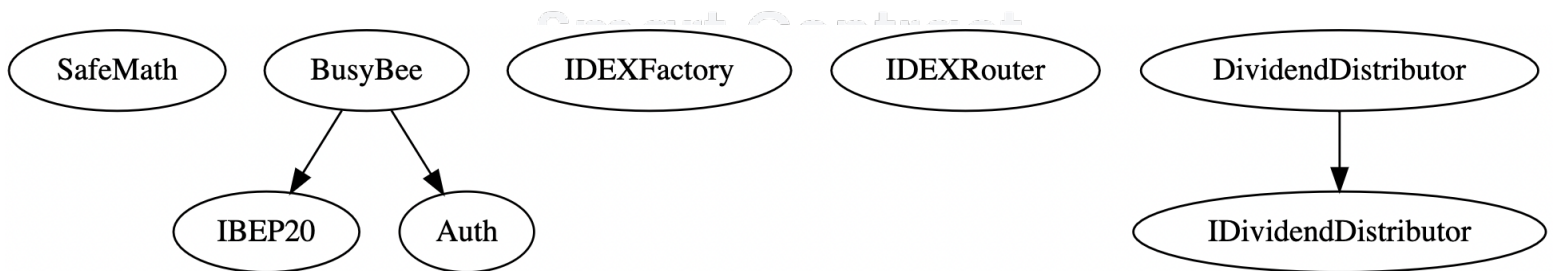 SafeMath BusyBee IDEXFactory IDEXRouter DividendDistributor
IBEP20 Auth IDividendDistributor